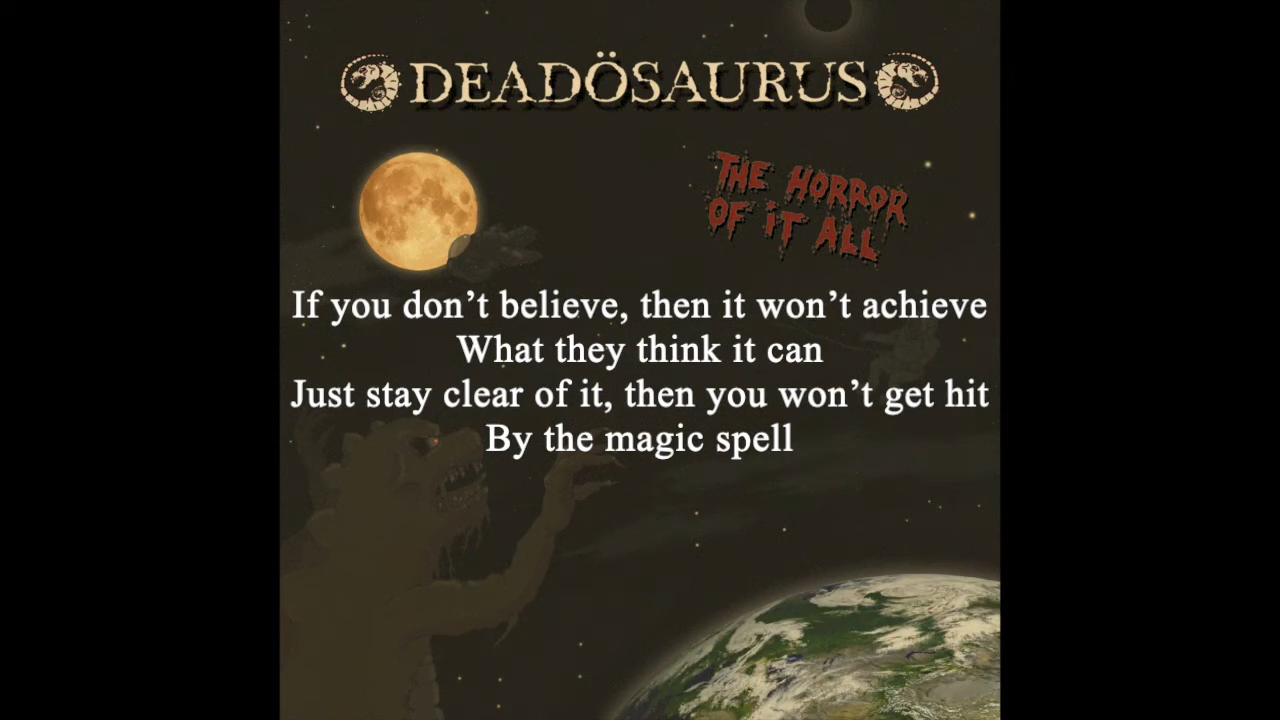 DEADÖSAURUS
THE HORROR
OF iT ALL
If you don’t believe, then it won’t achieve
What they think it can
Just stay clear of it, then you won’t get hit
By the magic spell